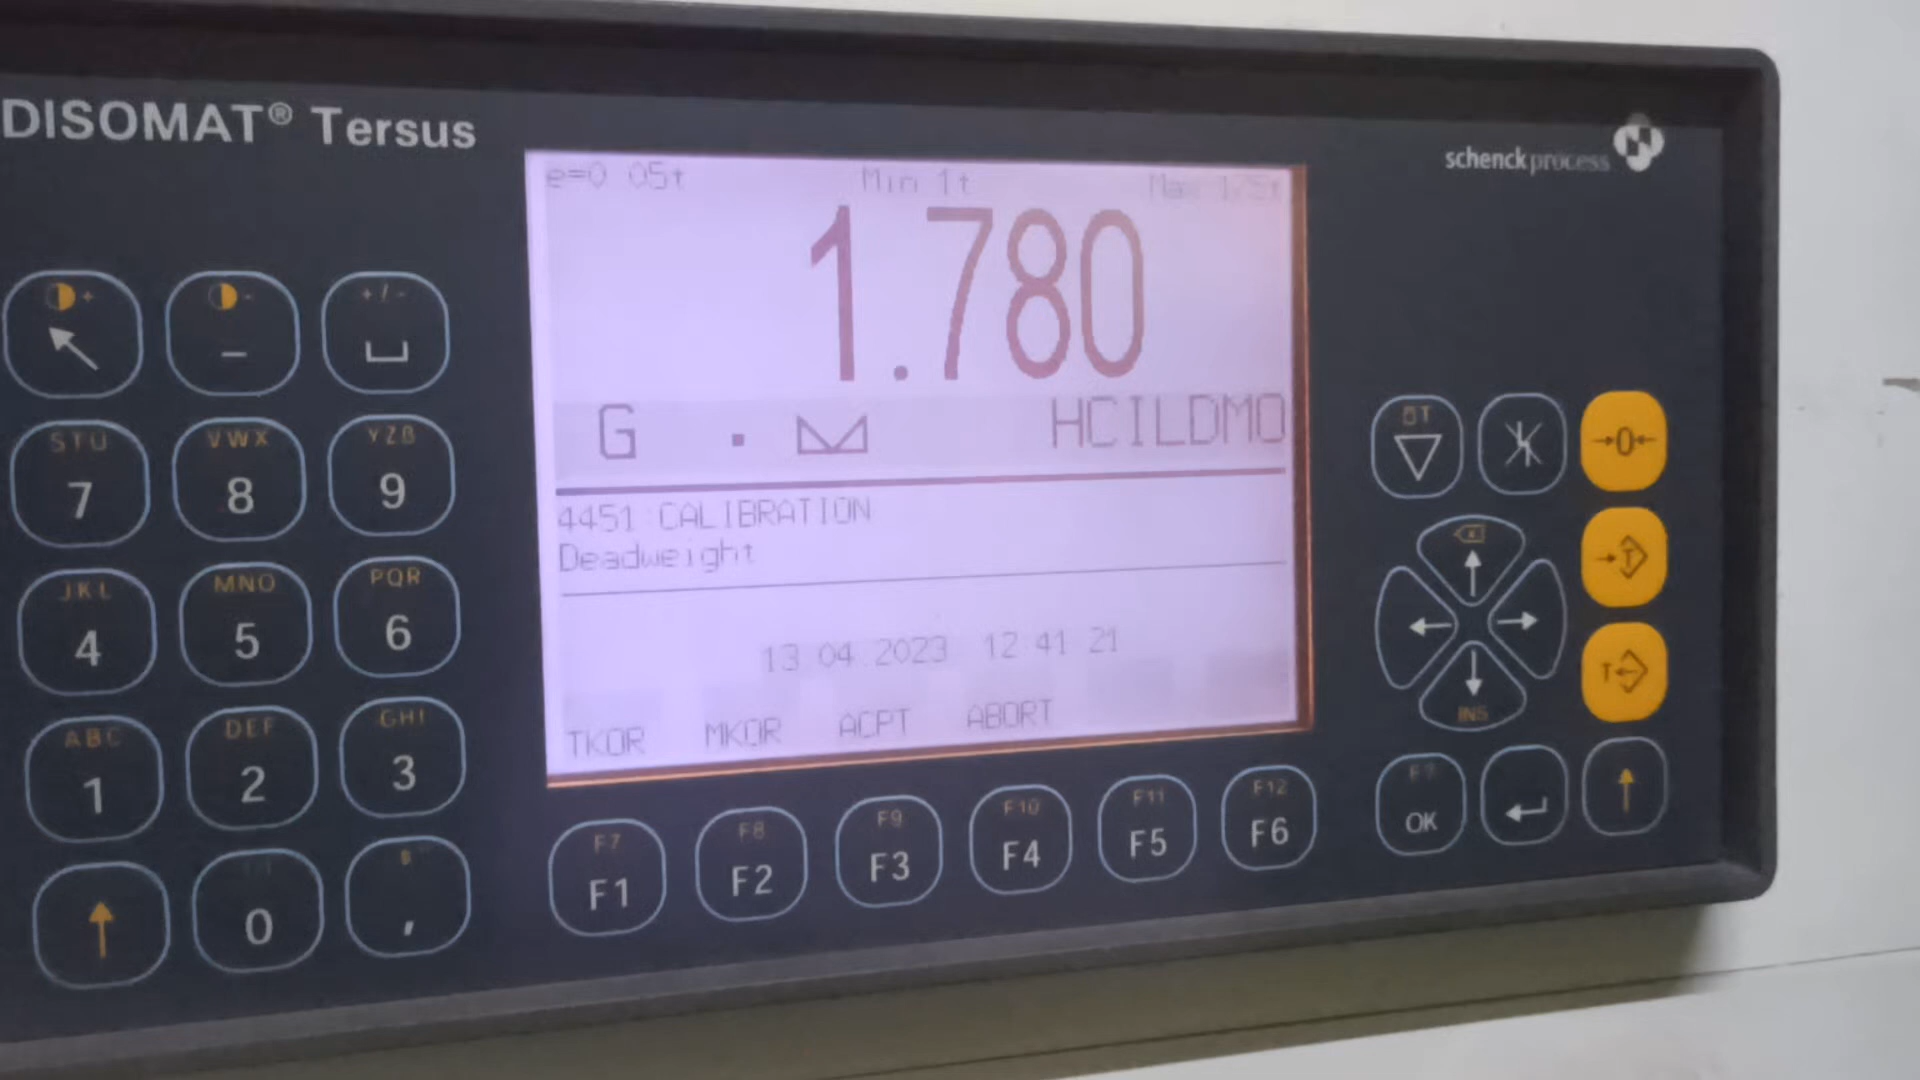 DISOMAT® Tersus
schenck process
e=0 05t Min 1t Max 175t
1.780
G HCILDMO
4451:CALIBRATION
Deadweight
13 04 2023 12 41 21
TKOR MKOR ACPT ABORT
+ - +/-
STU VWX YZB
7 8 9
JKL MNO PQR
4 5 6
ABC DEF GHI
1 2 3
0 ,
F7 F8 F9 F10 F11 F12
F1 F2 F3 F4 F5 F6
→0←
T
T
INS
OK